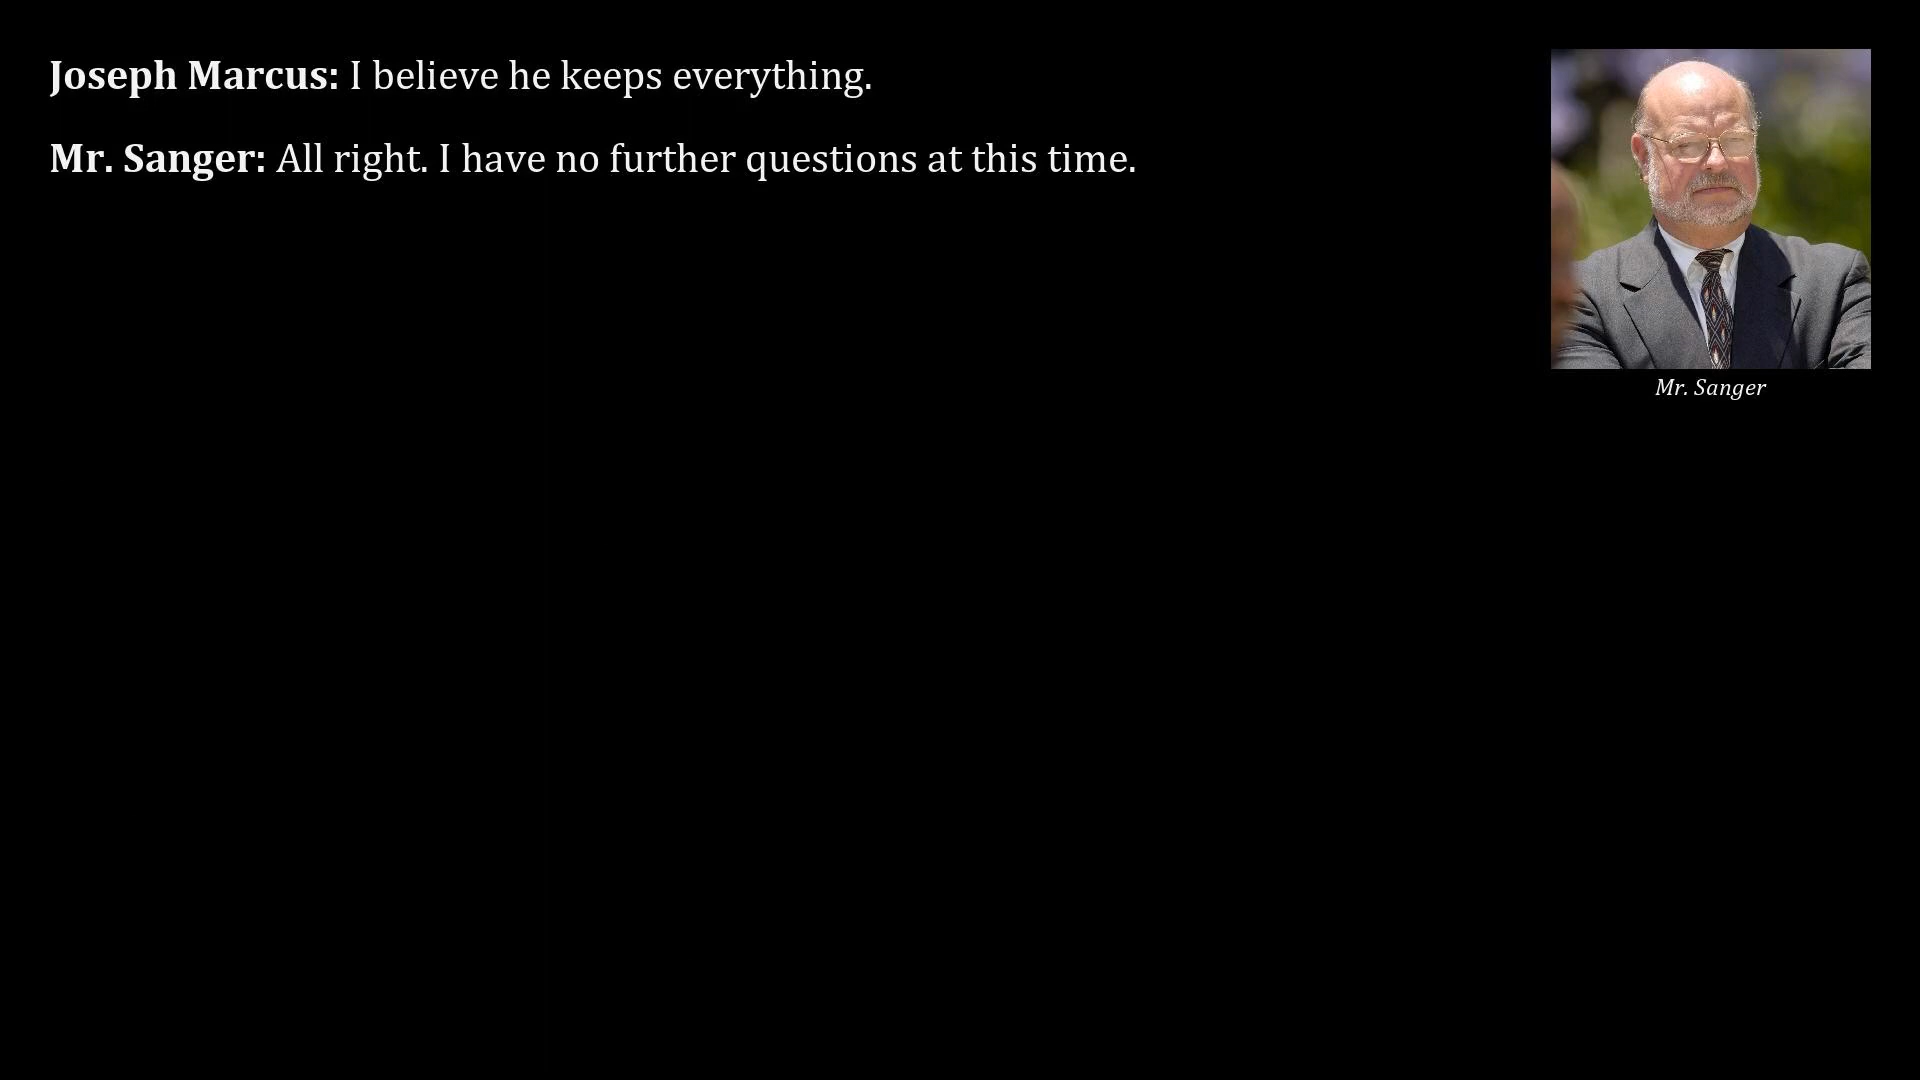 Joseph Marcus: I believe he keeps everything.
Mr. Sanger: All right. I have no further questions at this time.
Mr. Sanger